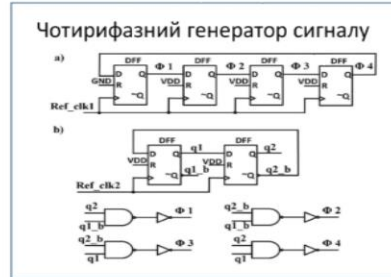 Чотирифазний генератор сигналу
a)
DFF DFF DFF DFF
D Q Φ 1 D Q Φ 2 D Q Φ 3 D Q Φ 4
GND R VDD R VDD R VDD R
~Q ~Q ~Q ~Q
Ref_clk1
b)
DFF DFF
D Q q1 D Q q2
VDD R VDD R
~Q q1_b ~Q q2_b
Ref_clk2
q2 Φ 1 q2_b Φ 2
q1_b q1_b
q2_b Φ 3 q2 Φ 4
q1 q1